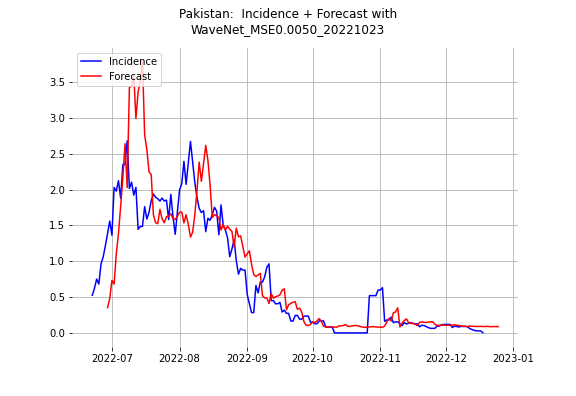 Pakistan:  Incidence + Forecast with
WaveNet_MSE0.0050_20221023
Incidence
Forecast
3.5
3.0
2.5
2.0
1.5
1.0
0.5
0.0
2022-07 2022-08 2022-09 2022-10 2022-11 2022-12 2023-01